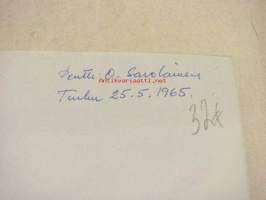 Pentti O. Savolainen
Antikvariaatti.net
Turku 25.5.1965.
32€